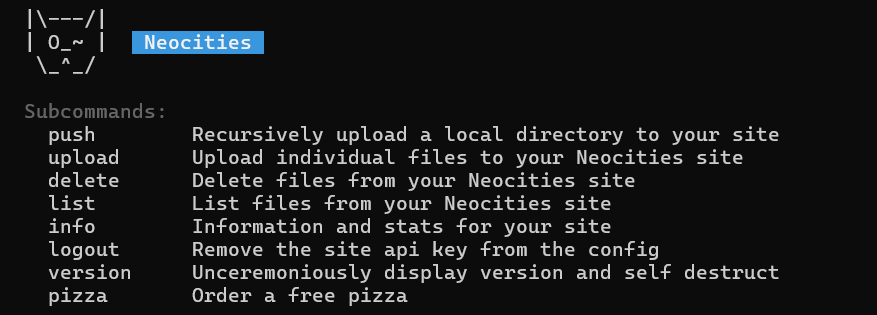 |\---/|
| O_~ |   Neocities
 \_^_/
Subcommands:
push        Recursively upload a local directory to your site
upload      Upload individual files to your Neocities site
delete      Delete files from your Neocities site
list        List files from your Neocities site
info        Information and stats for your site
logout      Remove the site api key from the config
version     Unceremoniously display version and self destruct
pizza       Order a free pizza